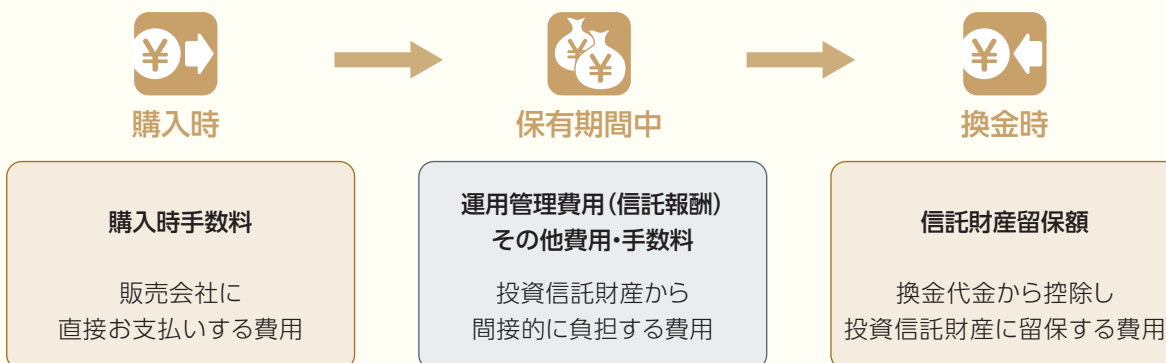 ¥
¥
¥
¥
購入時
保有期間中
換金時
購入時手数料
販売会社に
直接お支払いする費用
運用管理費用(信託報酬)
その他費用・手数料
投資信託財産から
間接的に負担する費用
信託財産留保額
換金代金から控除し
投資信託財産に留保する費用